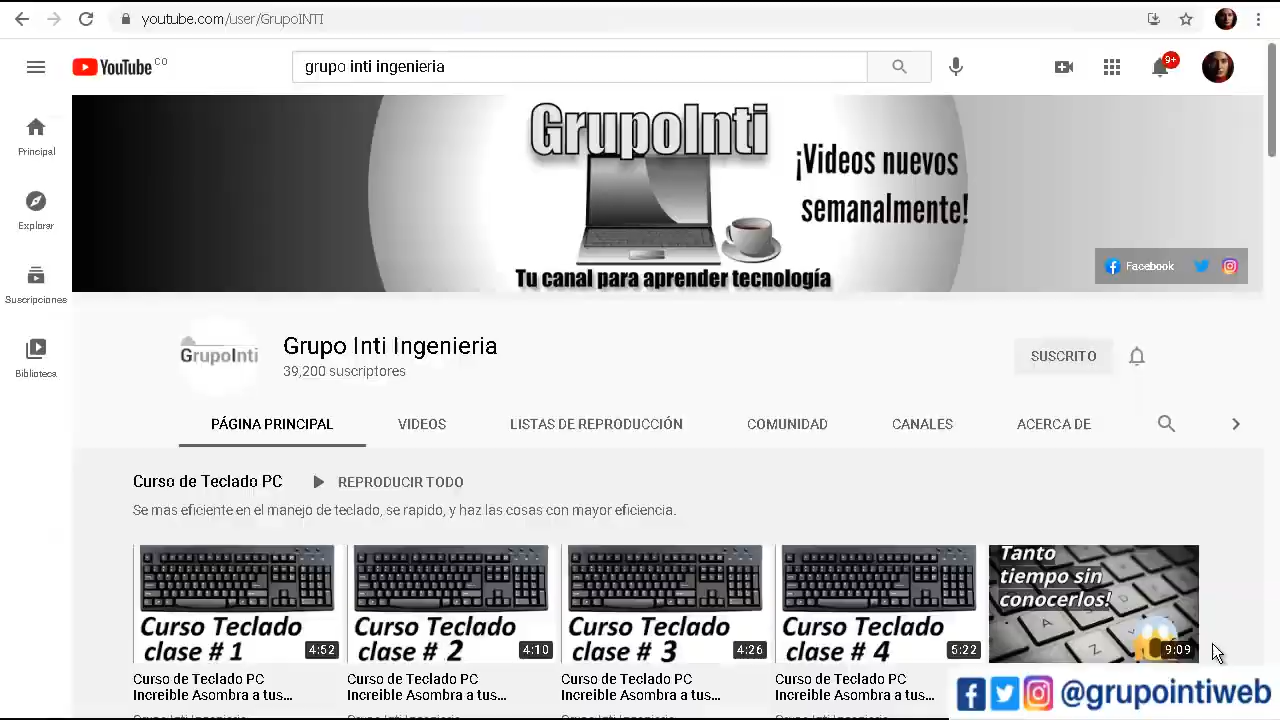 youtube.com/user/GrupoINTI
YouTube CO
grupo inti ingenieria
9+
GrupoInti
¡Videos nuevos
semanalmente!
Tu canal para aprender tecnología
Facebook
Principal
Explorar
Suscripciones
Biblioteca
GrupoInti
Grupo Inti Ingenieria
39,200 suscriptores
SUSCRITO
PÁGINA PRINCIPAL VIDEOS LISTAS DE REPRODUCCIÓN COMUNIDAD CANALES ACERCA DE
Curso de Teclado PC REPRODUCIR TODO
Se mas eficiente en el manejo de teclado, se rapido, y haz las cosas con mayor eficiencia.
Curso Teclado
clase # 1
4:52
Curso Teclado
clase # 2
4:10
Curso Teclado
clase # 3
4:26
Curso Teclado
clase # 4
5:22
Tanto
tiempo sin
conocerlos!
A
Z
9:09
Curso de Teclado PC
Increible Asombra a tus...
Curso de Teclado PC
Increible Asombra a tus...
Curso de Teclado PC
Increible Asombra a tus...
Curso de Teclado PC
Increible Asombra a tus...
@grupointiweb